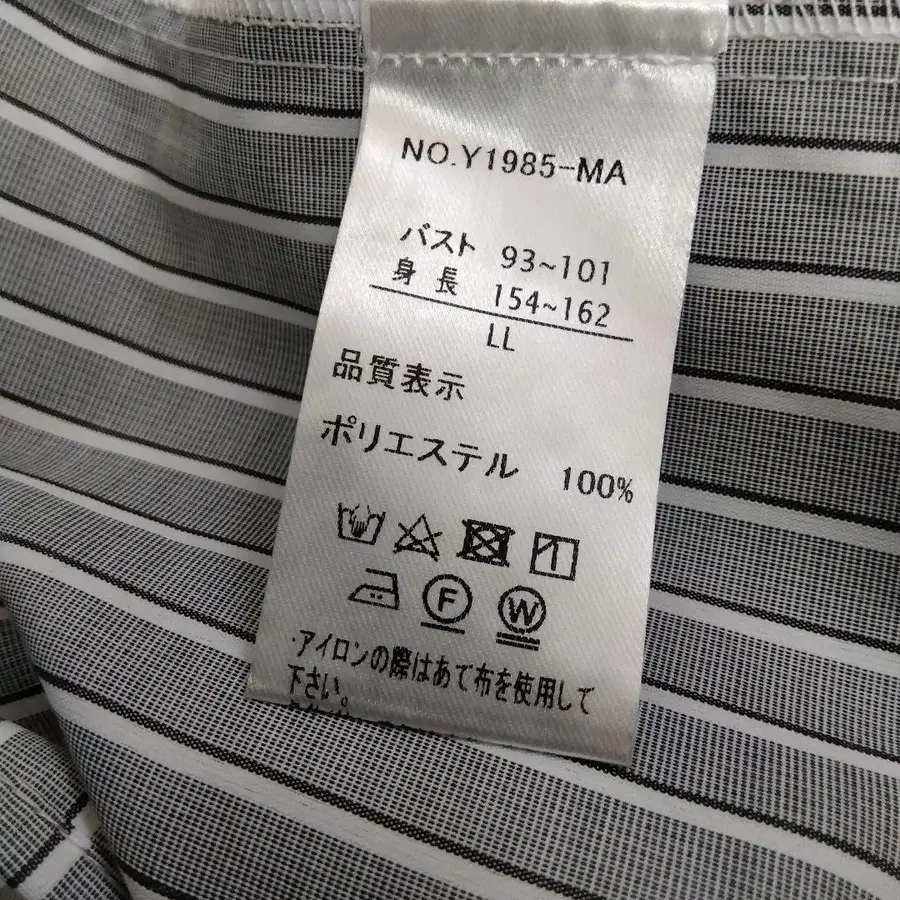 NO.Y1985-MA
バスト 93~101
身長 154~162
LL
品質表示
ポリエステル 100%
F W
・アイロンの際はあて布を使用して
下さい。